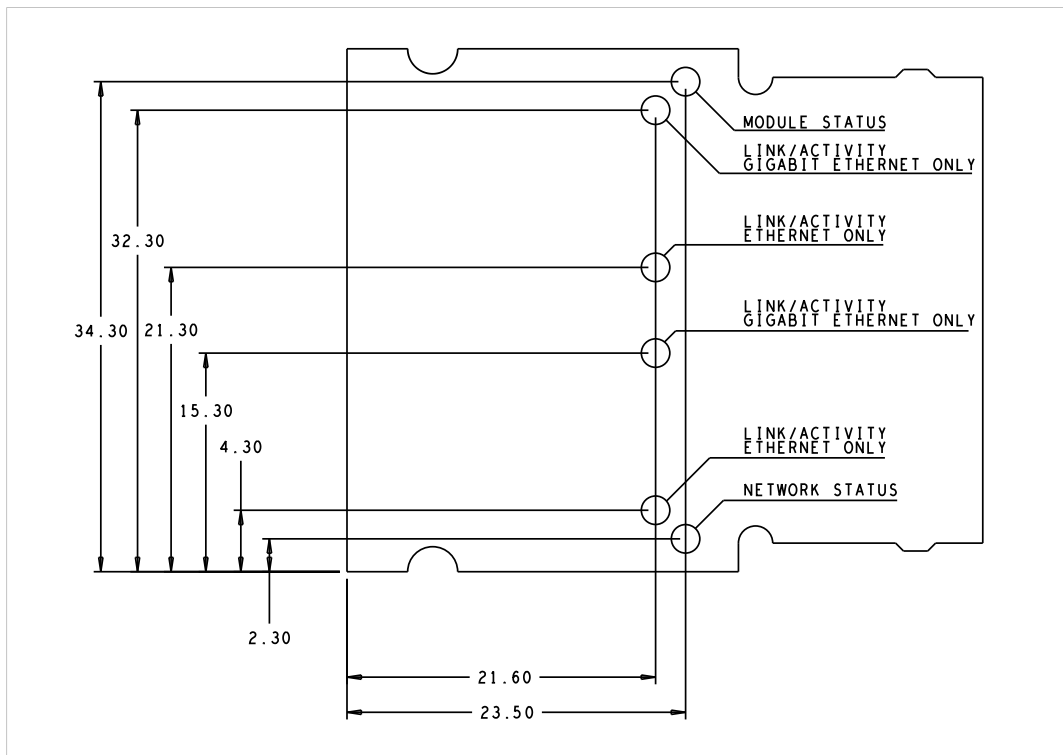 MODULE STATUS
LINK/ACTIVITY
GIGABIT ETHERNET ONLY
LINK/ACTIVITY
ETHERNET ONLY
32.30
LINK/ACTIVITY
GIGABIT ETHERNET ONLY
34.30
21.30
15.30
LINK/ACTIVITY
ETHERNET ONLY
4.30
NETWORK STATUS
2.30
21.60
23.50